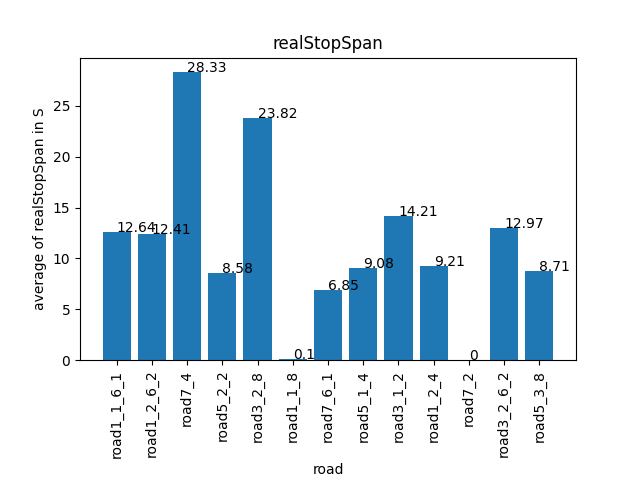 realStopSpan
average of realStopSpan in S
25
20
15
10
5
0
12.64
12.41
28.33
8.58
23.82
0.1
6.85
9.08
14.21
9.21
0
12.97
8.71
road1_1_6_1
road1_2_6_2
road7_4
road5_2_2
road3_2_8
road1_1_8
road7_6_1
road5_1_4
road3_1_2
road1_2_4
road7_2
road3_2_6_2
road5_3_8
road